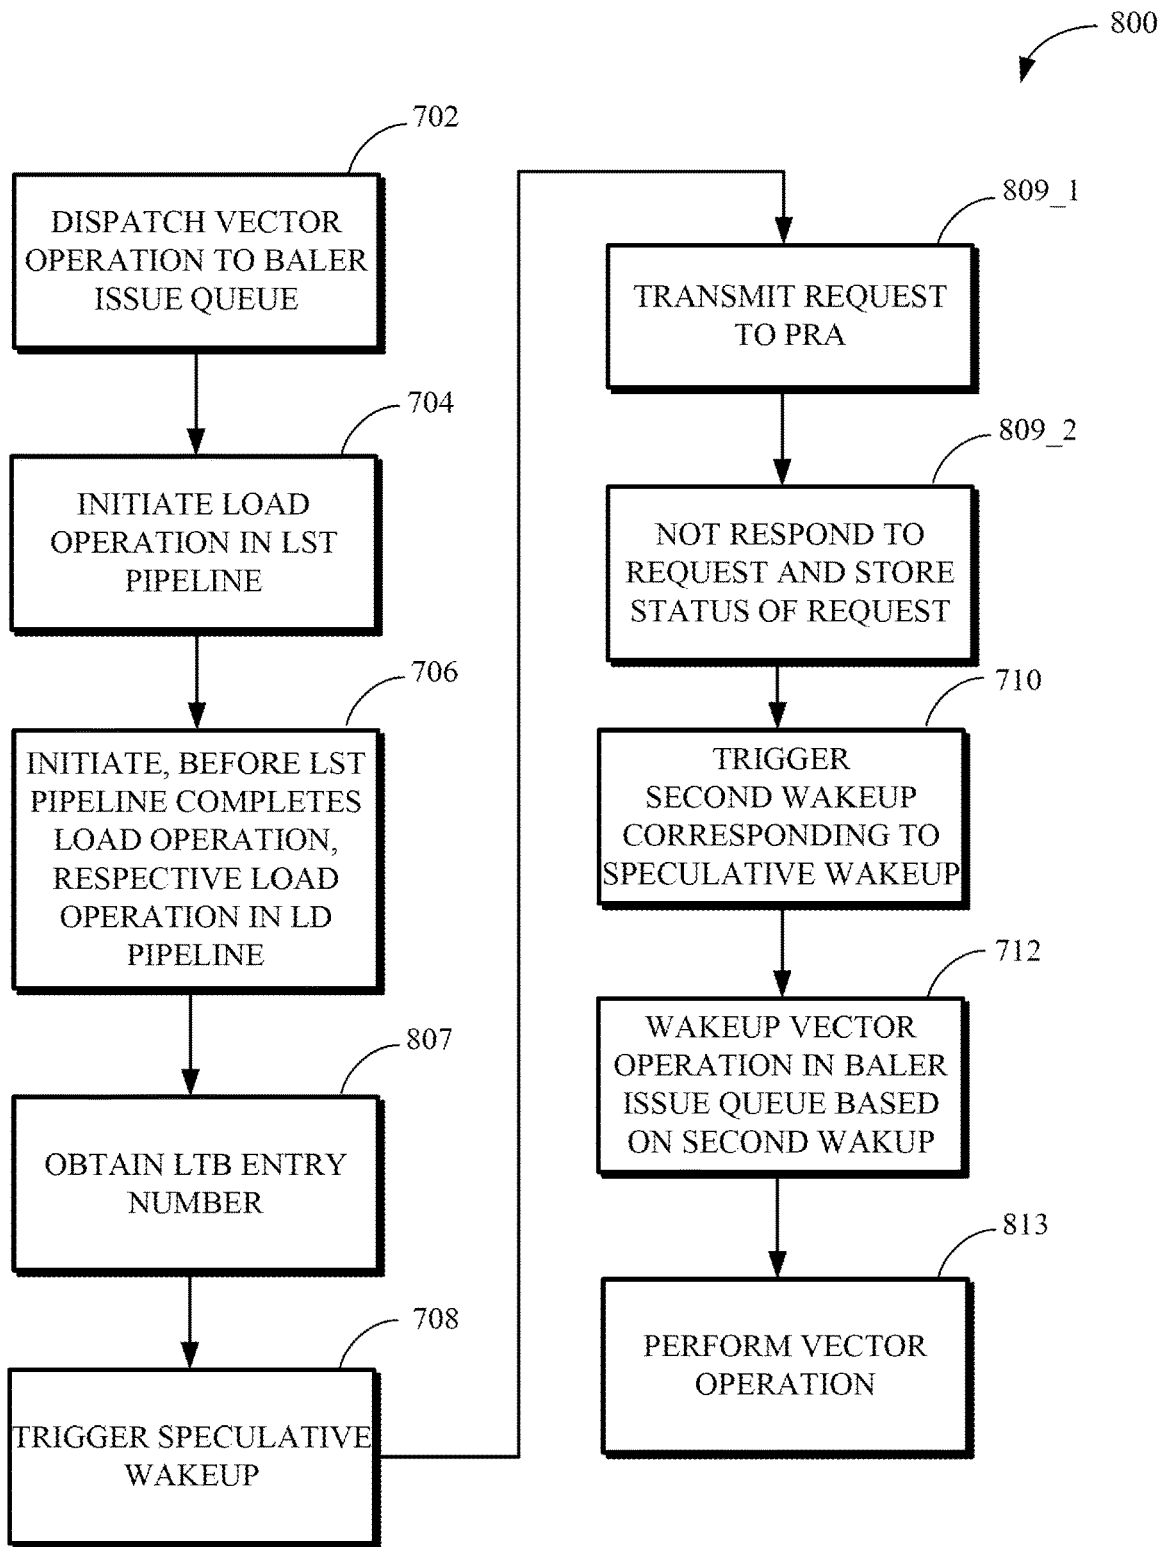 800
702
DISPATCH VECTOR
OPERATION TO BALER
ISSUE QUEUE
704
INITIATE LOAD
OPERATION IN LST
PIPELINE
706
INITIATE, BEFORE LST
PIPELINE COMPLETES
LOAD OPERATION,
RESPECTIVE LOAD
OPERATION IN LD
PIPELINE
807
OBTAIN LTB ENTRY
NUMBER
708
TRIGGER SPECULATIVE
WAKEUP
809_1
TRANSMIT REQUEST
TO PRA
809_2
NOT RESPOND TO
REQUEST AND STORE
STATUS OF REQUEST
710
TRIGGER
SECOND WAKEUP
CORRESPONDING TO
SPECULATIVE WAKEUP
712
WAKEUP VECTOR
OPERATION IN BALER
ISSUE QUEUE BASED
ON SECOND WAKUP
813
PERFORM VECTOR
OPERATION